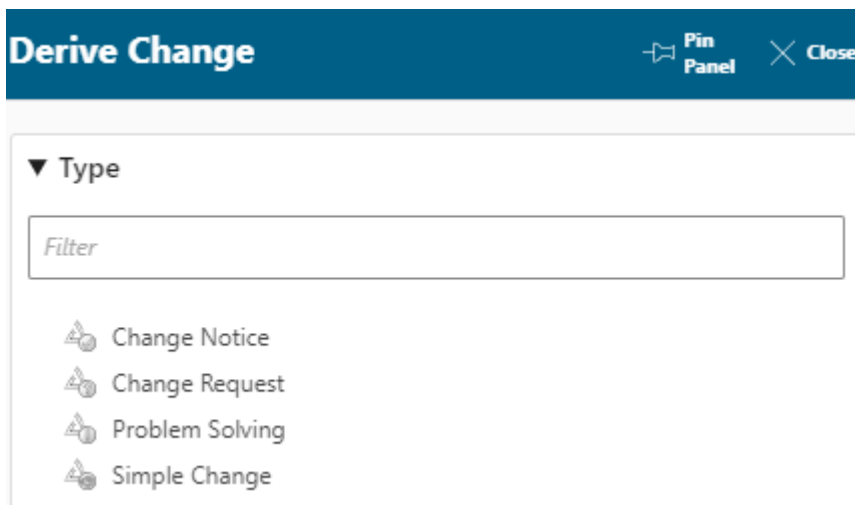 Derive Change
Pin
Panel
Close
Type
Filter
Change Notice
Change Request
Problem Solving
Simple Change